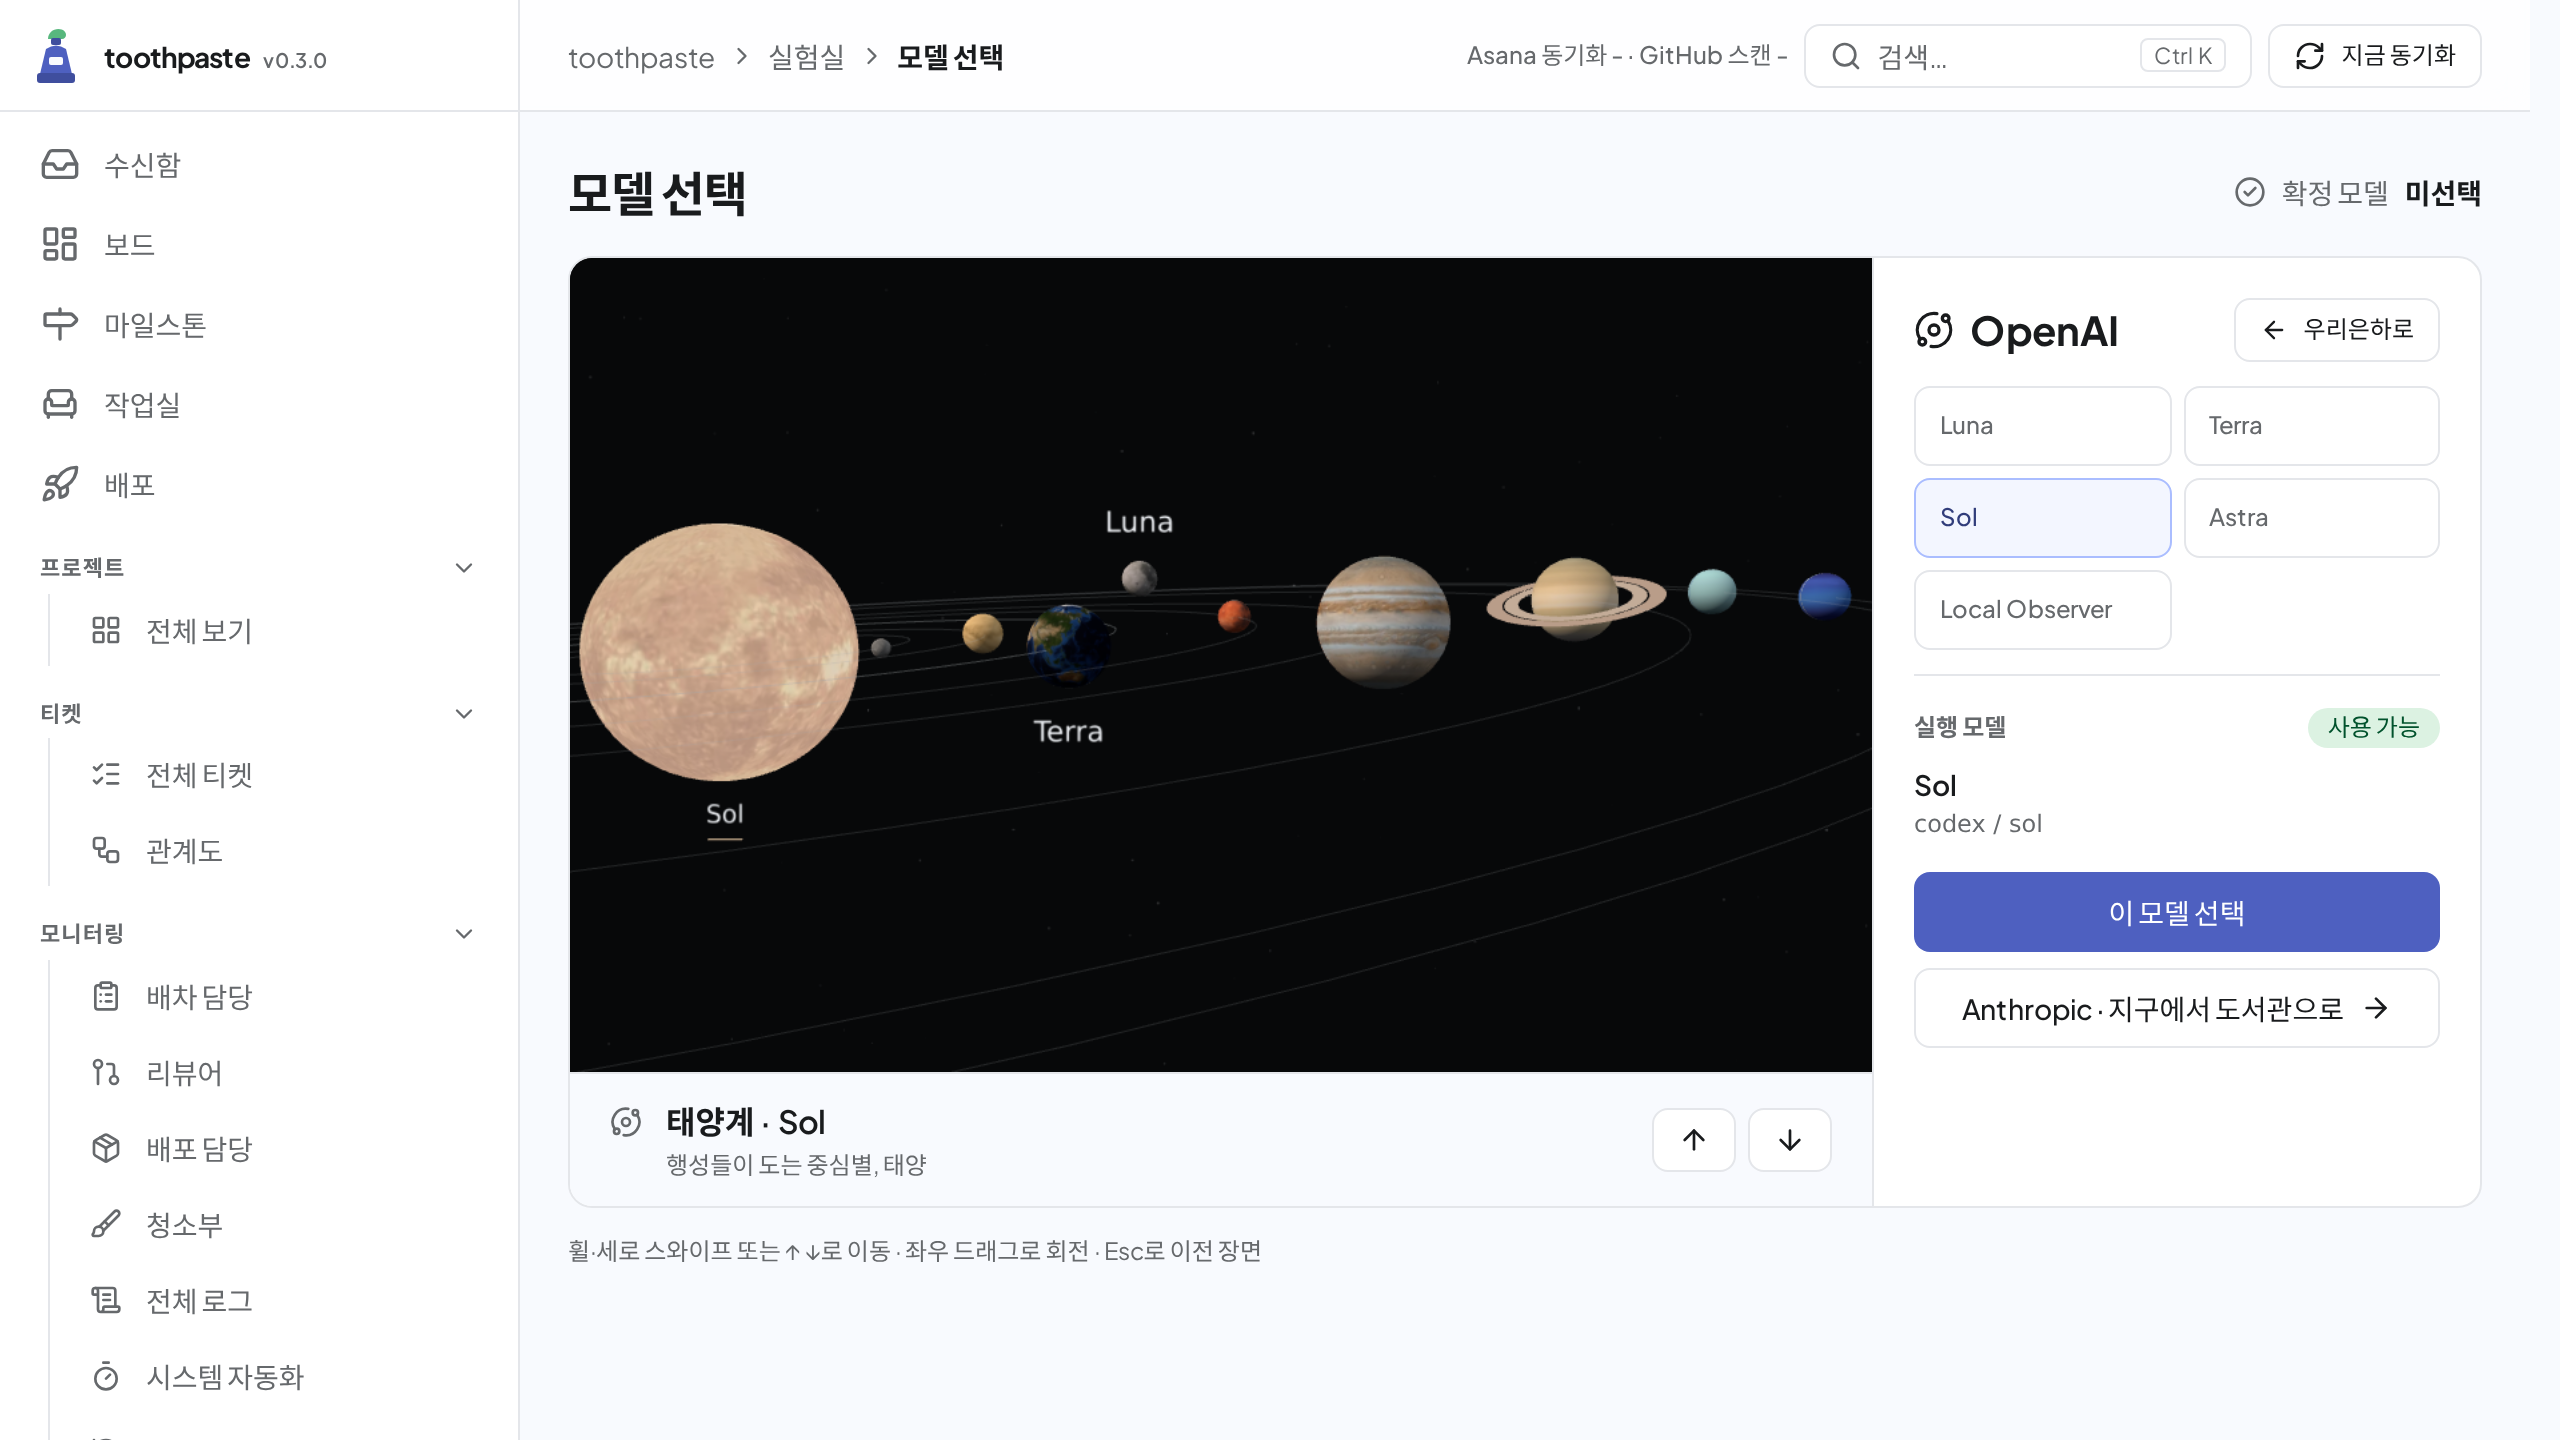 toothpaste v0.3.0
toothpaste > 실험실 > 모델 선택
Asana 동기화 - · GitHub 스캔 -
검색...
Ctrl K
지금 동기화
수신함
보드
마일스톤
작업실
배포
프로젝트
전체 보기
티켓
전체 티켓
관계도
모니터링
배차 담당
리뷰어
배포 담당
청소부
전체 로그
시스템 자동화
모델 선택
확정 모델 미선택
Luna
Terra
Sol
태양계 · Sol
행성들이 도는 중심별, 태양
OpenAI
← 우리은하로
Luna
Terra
Sol
Astra
Local Observer
실행 모델
사용 가능
Sol
codex / sol
이 모델 선택
Anthropic · 지구에서 도서관으로 →
휠·세로 스와이프 또는 ↑ ↓로 이동 · 좌우 드래그로 회전 · Esc로 이전 장면